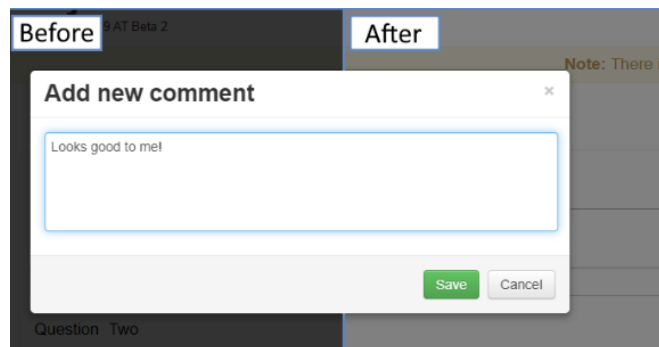 Before
9 AT Beta 2
After
Note: There
Add new comment
×
Looks good to me!
Save
Cancel
Question Two